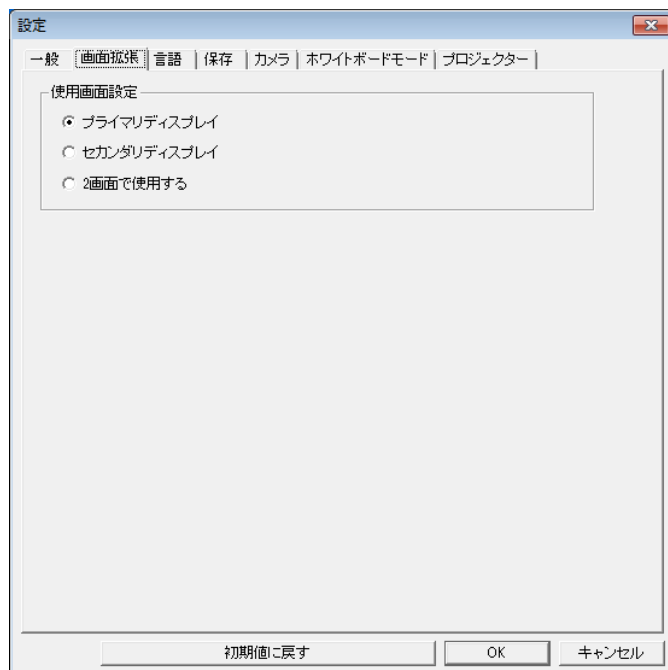 設定
一般 画面拡張 言語 保存 カメラ ホワイトボードモード プロジェクター
使用画面設定
プライマリディスプレイ
セカンダリディスプレイ
2画面で使用する
初期値に戻す OK キャンセル